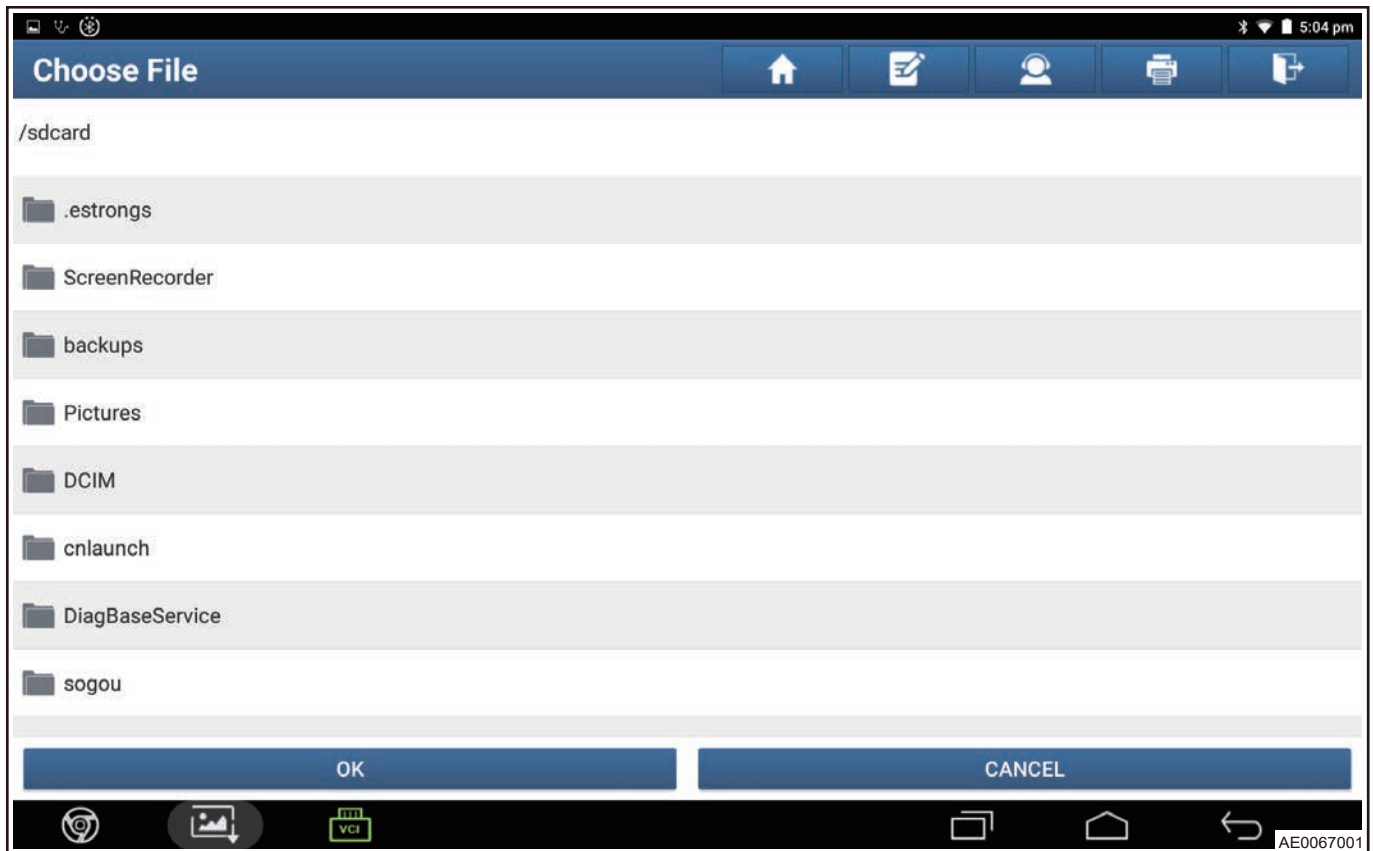 5:04 pm
Choose File
/sdcard
.estrongs
ScreenRecorder
backups
Pictures
DCIM
cnlaunch
DiagBaseService
sogou
OK
CANCEL
VCI
AE0067001